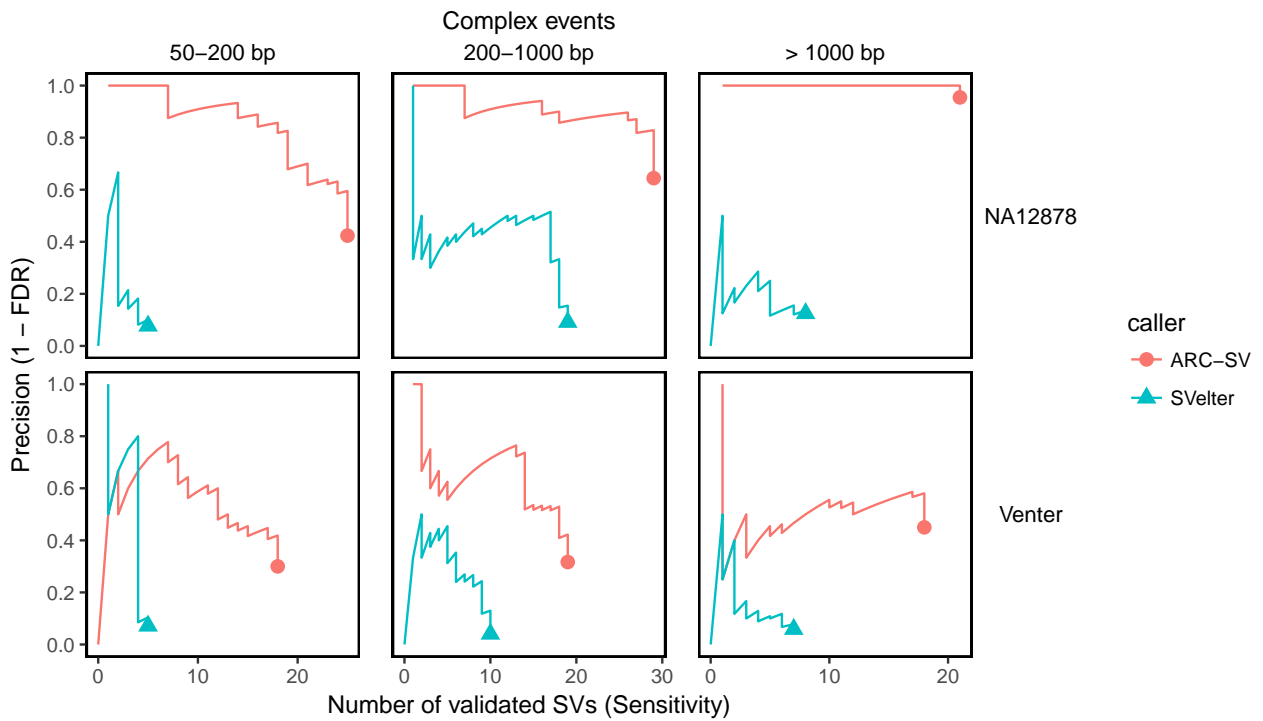 Complex events
50–200 bp
200–1000 bp
> 1000 bp
Precision (1 – FDR)
1.0
0.8
0.6
0.4
0.2
0.0
NA12878
1.0
0.8
0.6
0.4
0.2
0.0
Venter
0 10 20
0 10 20 30
0 10 20
Number of validated SVs (Sensitivity)
caller
ARC–SV
SVelter